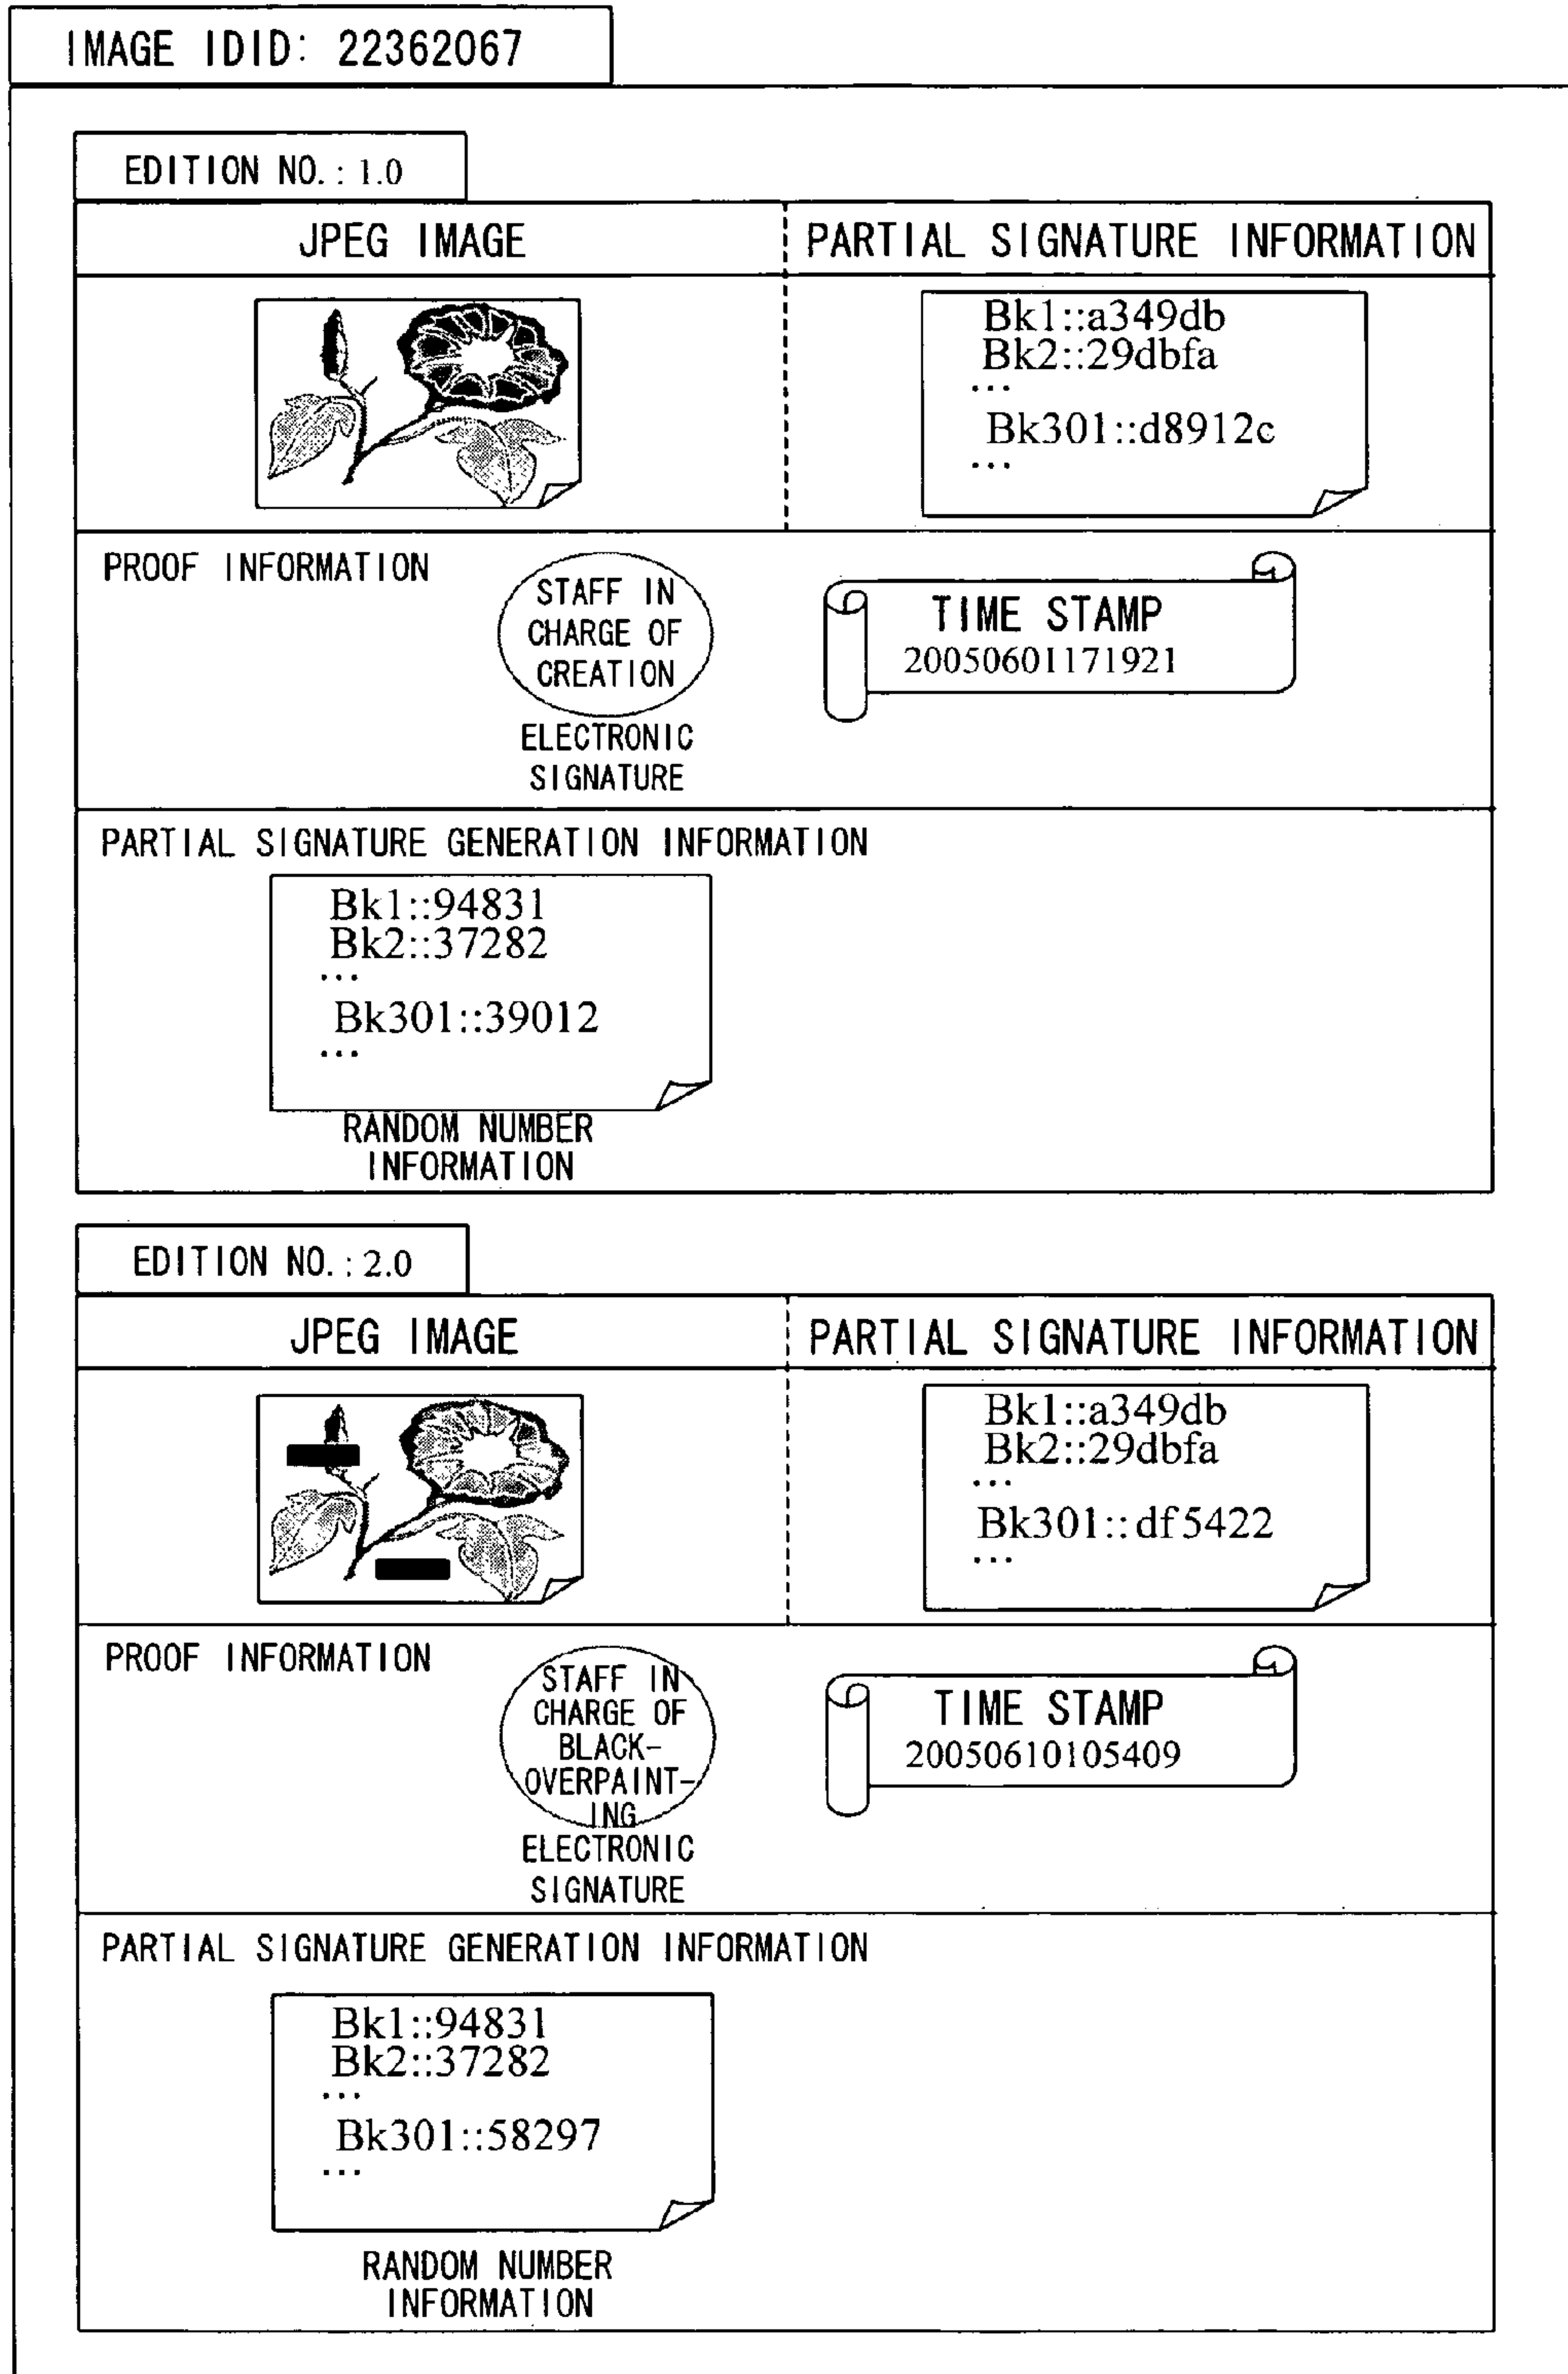 IMAGE IDID: 22362067
EDITION NO.: 1.0
JPEG IMAGE
PARTIAL SIGNATURE INFORMATION
Bk1::a349db
Bk2::29dbfa
...
Bk301::d8912c
...
PROOF INFORMATION
STAFF IN
CHARGE OF
CREATION
ELECTRONIC
SIGNATURE
TIME STAMP
20050601171921
PARTIAL SIGNATURE GENERATION INFORMATION
Bk1::94831
Bk2::37282
...
Bk301::39012
...
RANDOM NUMBER
INFORMATION
EDITION NO.: 2.0
JPEG IMAGE
PARTIAL SIGNATURE INFORMATION
Bk1::a349db
Bk2::29dbfa
...
Bk301::df5422
...
PROOF INFORMATION
STAFF IN
CHARGE OF
BLACK-
OVERPAINT-
ING
ELECTRONIC
SIGNATURE
TIME STAMP
20050610105409
PARTIAL SIGNATURE GENERATION INFORMATION
Bk1::94831
Bk2::37282
...
Bk301::58297
...
RANDOM NUMBER
INFORMATION